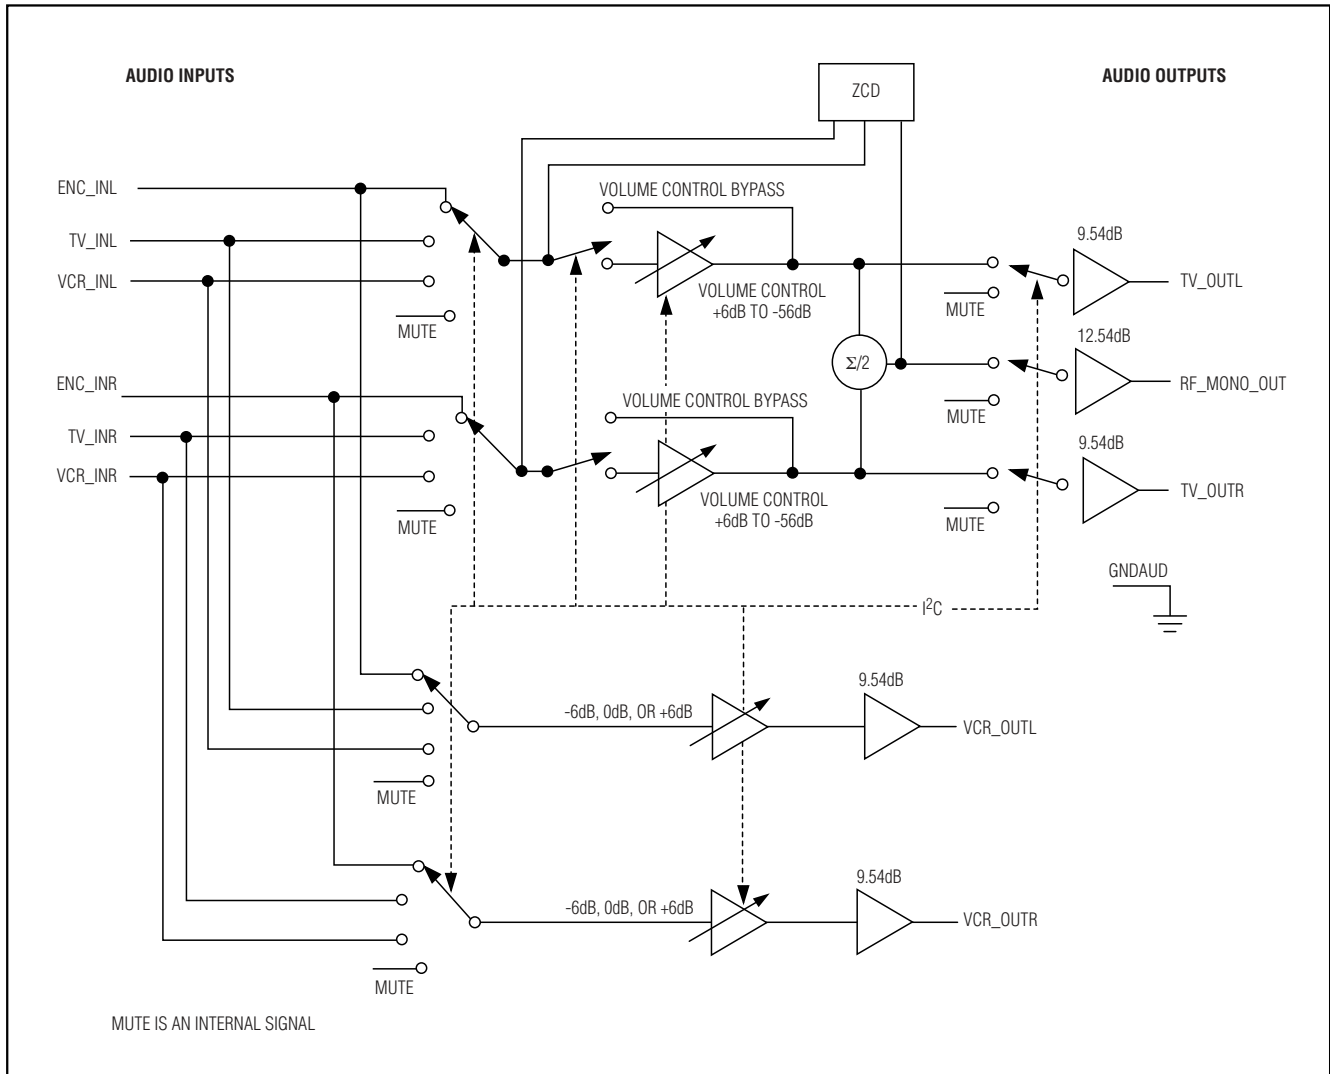 AUDIO INPUTS
AUDIO OUTPUTS
ZCD
ENC_INL
VOLUME CONTROL BYPASS
TV_INL
9.54dB
VCR_INL
VOLUME CONTROL
+6dB TO -56dB
TV_OUTL
MUTE
MUTE
12.54dB
Σ/2
ENC_INR
RF_MONO_OUT
VOLUME CONTROL BYPASS
MUTE
TV_INR
9.54dB
VCR_INR
VOLUME CONTROL
+6dB TO -56dB
TV_OUTR
MUTE
MUTE
GNDAUD
I²C
9.54dB
-6dB, 0dB, OR +6dB
VCR_OUTL
MUTE
9.54dB
-6dB, 0dB, OR +6dB
VCR_OUTR
MUTE
MUTE IS AN INTERNAL SIGNAL